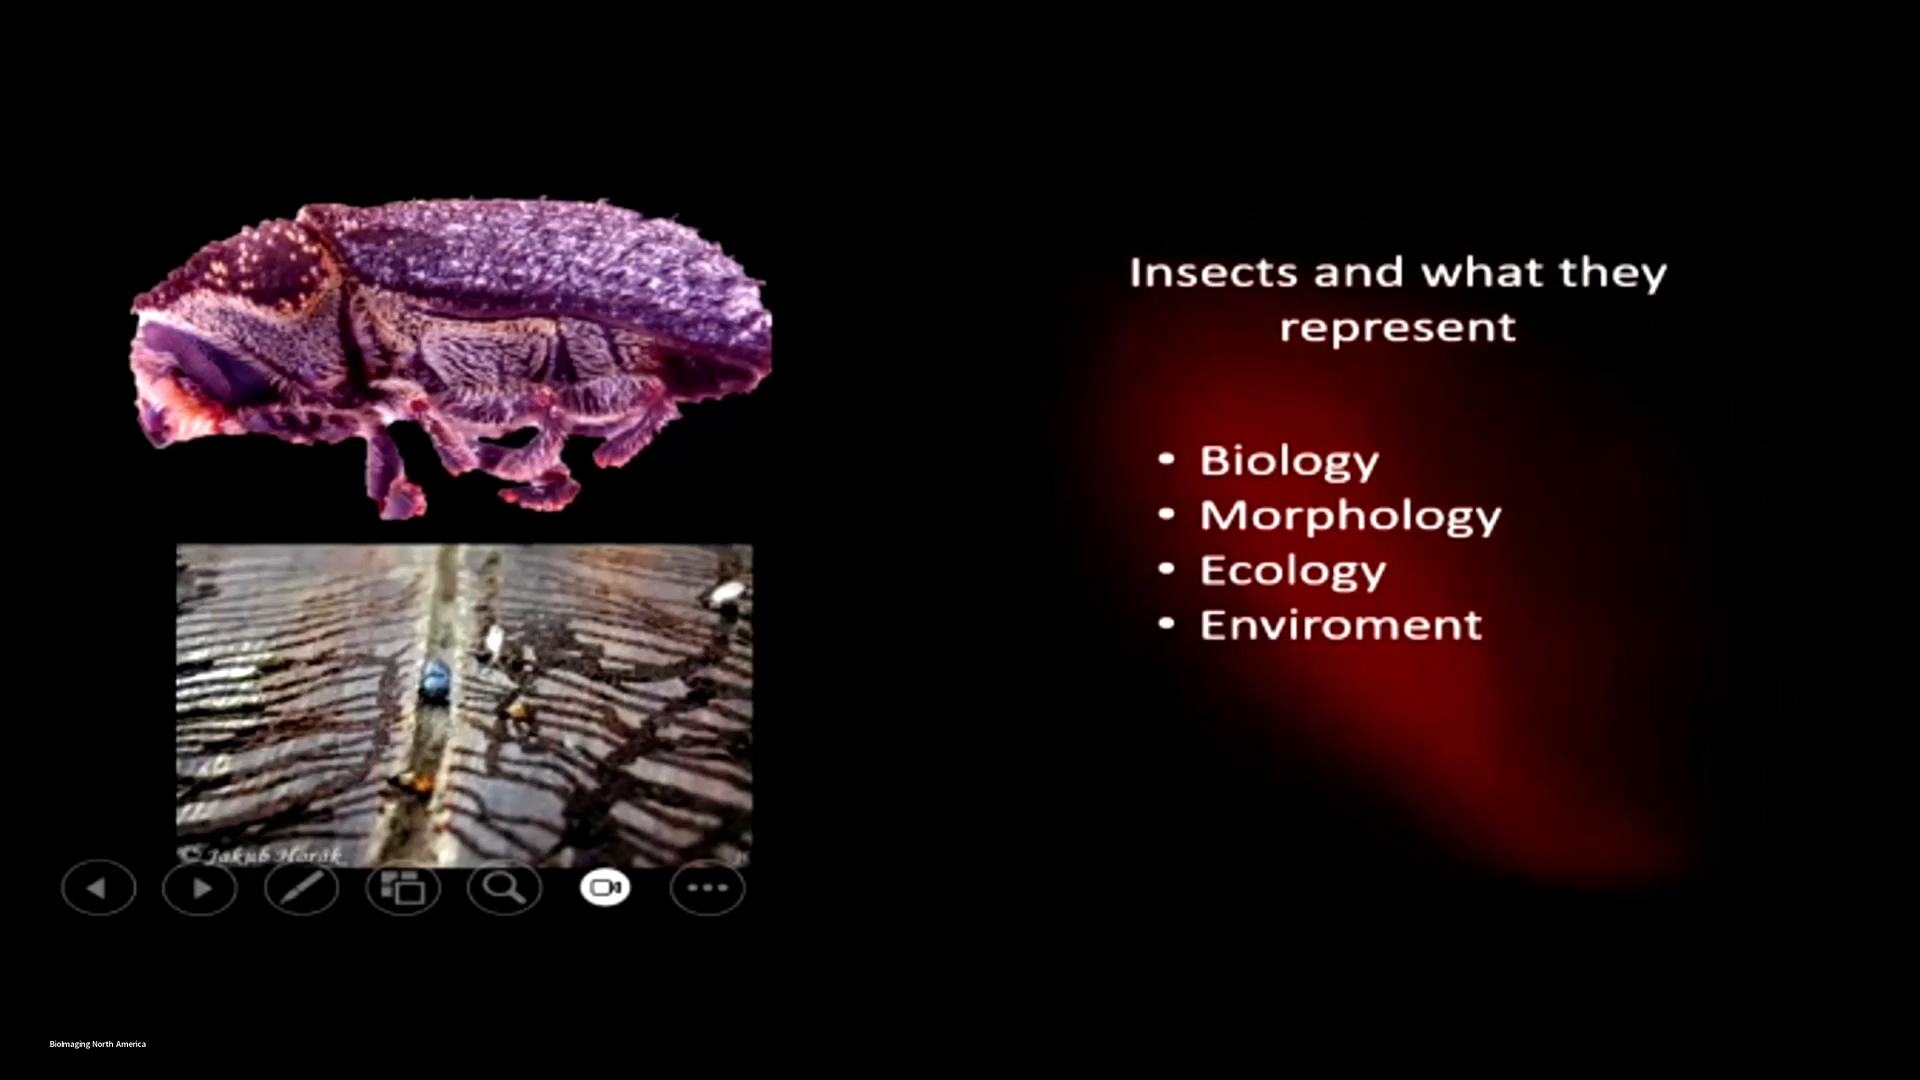 Insects and what they
represent
• Biology
• Morphology
• Ecology
• Enviroment
© Jakub Horák
BioImaging North America